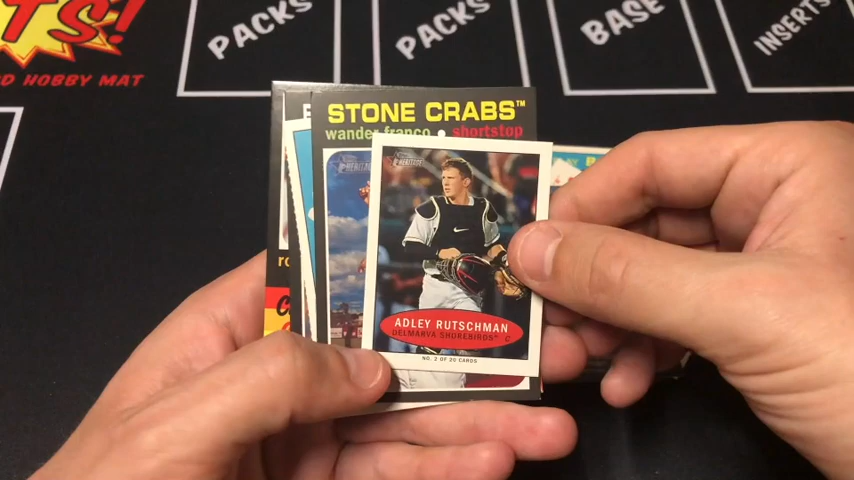 TS!
D HOBBY MAT
PACKS
PACKS
BASE
INSERTS
STONE CRABS™
wander franco shortstop
HERITAGE
ADLEY RUTSCHMAN
DELMARVA SHOREBIRDS® C
NO. 2 OF 20 CARDS